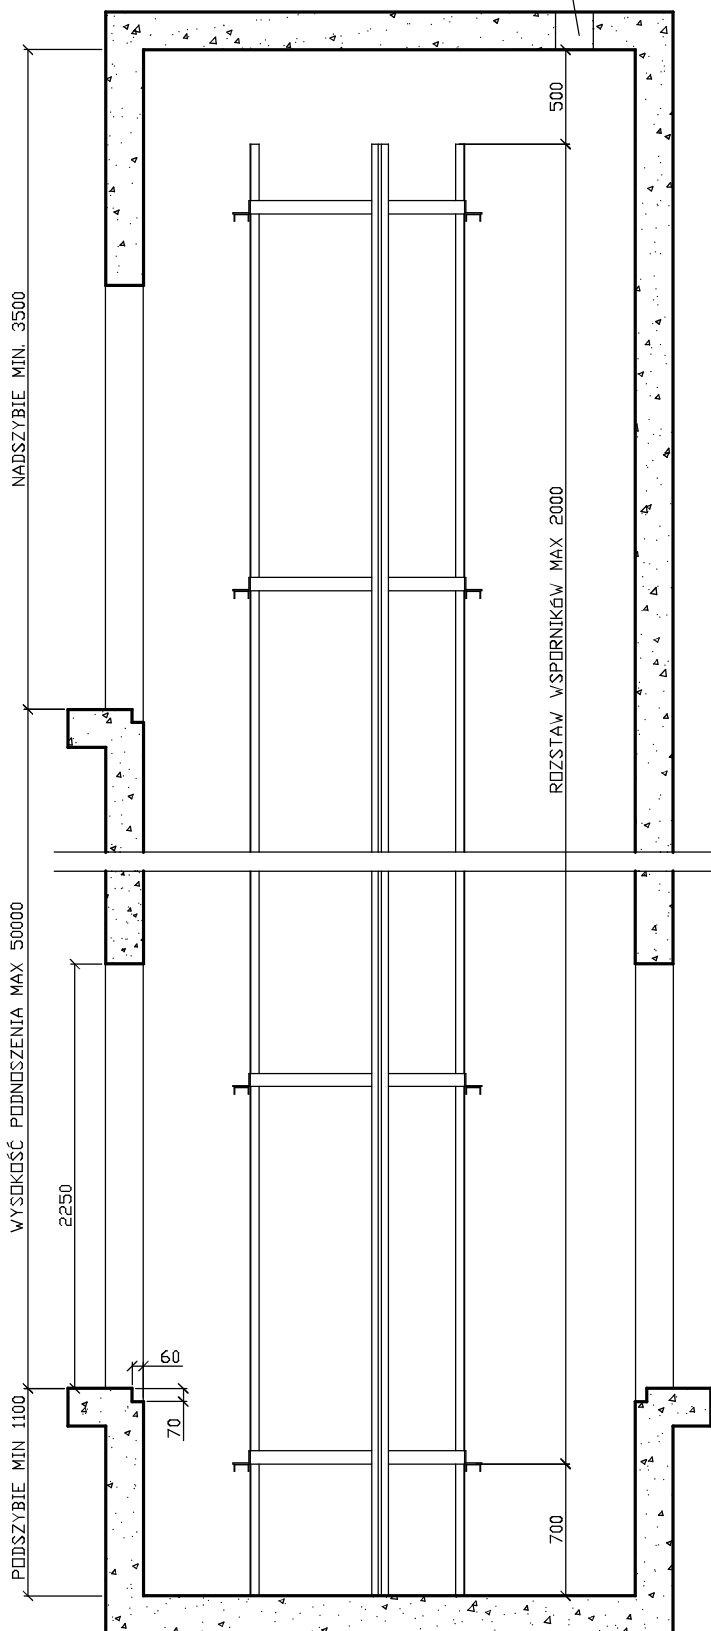 500
NADSZYBIE MIN. 3500
ROZSTAW WSPORNIKÓW MAX 2000
WYSOKOŚĆ PODNOSZENIA MAX 50000
2250
60
70
PODSZYBIE MIN 1100
700